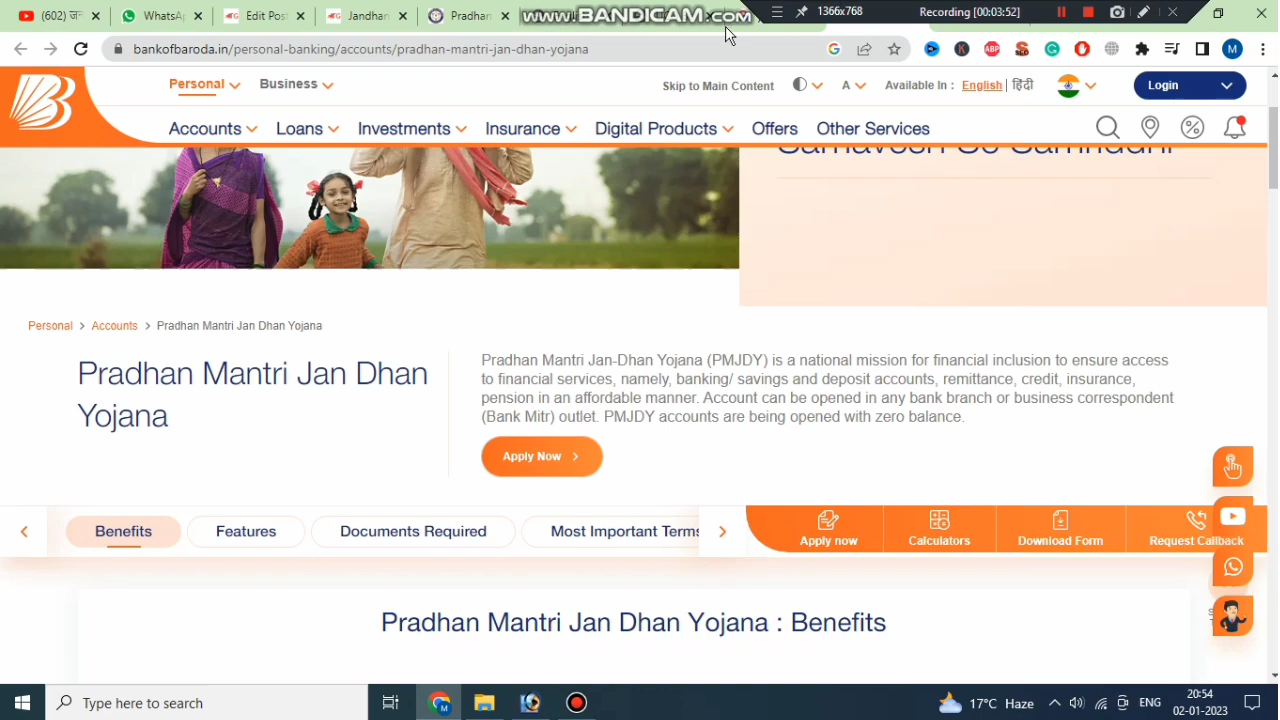 (602) जन
WhatsA
Edit Post
Jandhan
Pradhan
www.BANDICAM.com
1366x768
Recording [00:03:52]
bankofbaroda.in/personal-banking/accounts/pradhan-mantri-jan-dhan-yojana
M
ABP
SEO
K
Personal
Business
Skip to Main Content
A
Available In :
English | हिंदी
Login
Accounts
Loans
Investments
Insurance
Digital Products
Offers
Other Services
Samavesh Se Samriddhi
Personal > Accounts > Pradhan Mantri Jan Dhan Yojana
Pradhan Mantri Jan Dhan
Yojana
Pradhan Mantri Jan-Dhan Yojana (PMJDY) is a national mission for financial inclusion to ensure access
to financial services, namely, banking/ savings and deposit accounts, remittance, credit, insurance,
pension in an affordable manner. Account can be opened in any bank branch or business correspondent
(Bank Mitr) outlet. PMJDY accounts are being opened with zero balance.
Apply Now
Benefits
Features
Documents Required
Most Important Terms
Apply now
Calculators
Download Form
Request Callback
Pradhan Mantri Jan Dhan Yojana : Benefits
Type here to search
17°C Haze
ENG
20:54
02-01-2023